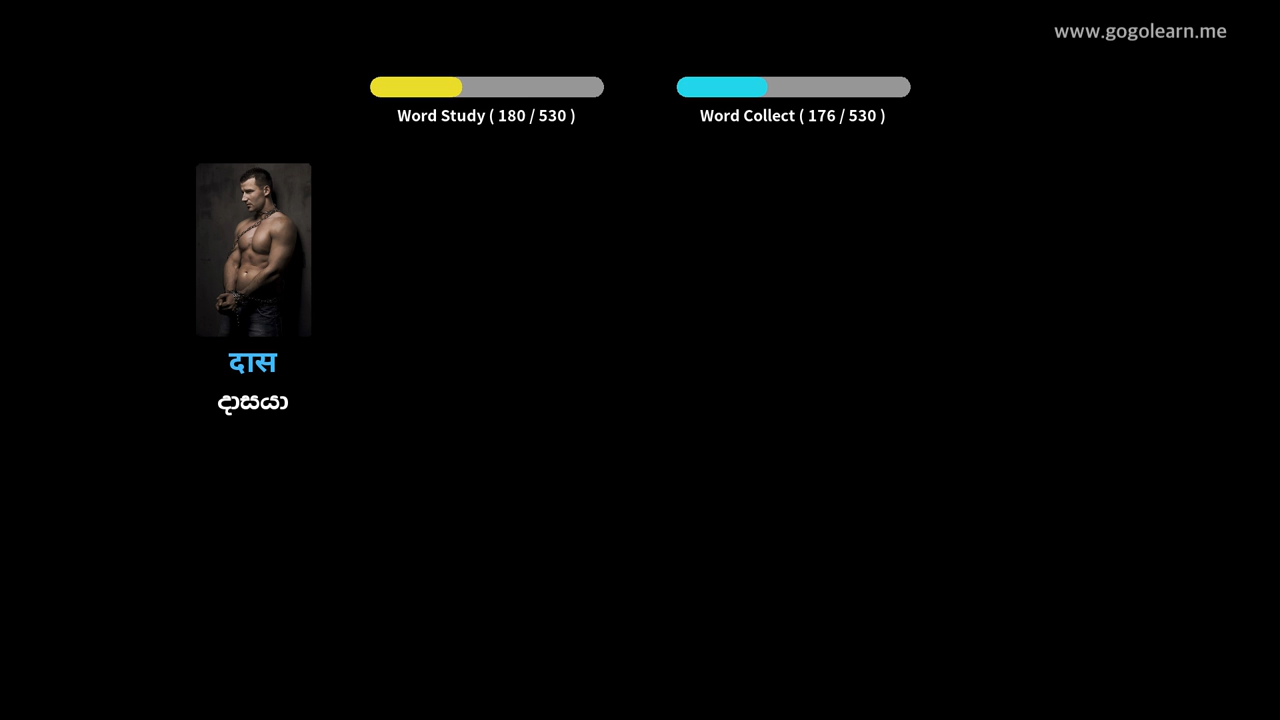 www.gogolearn.me
Word Study ( 180 / 530 )
Word Collect ( 176 / 530 )
दास
දාසයා